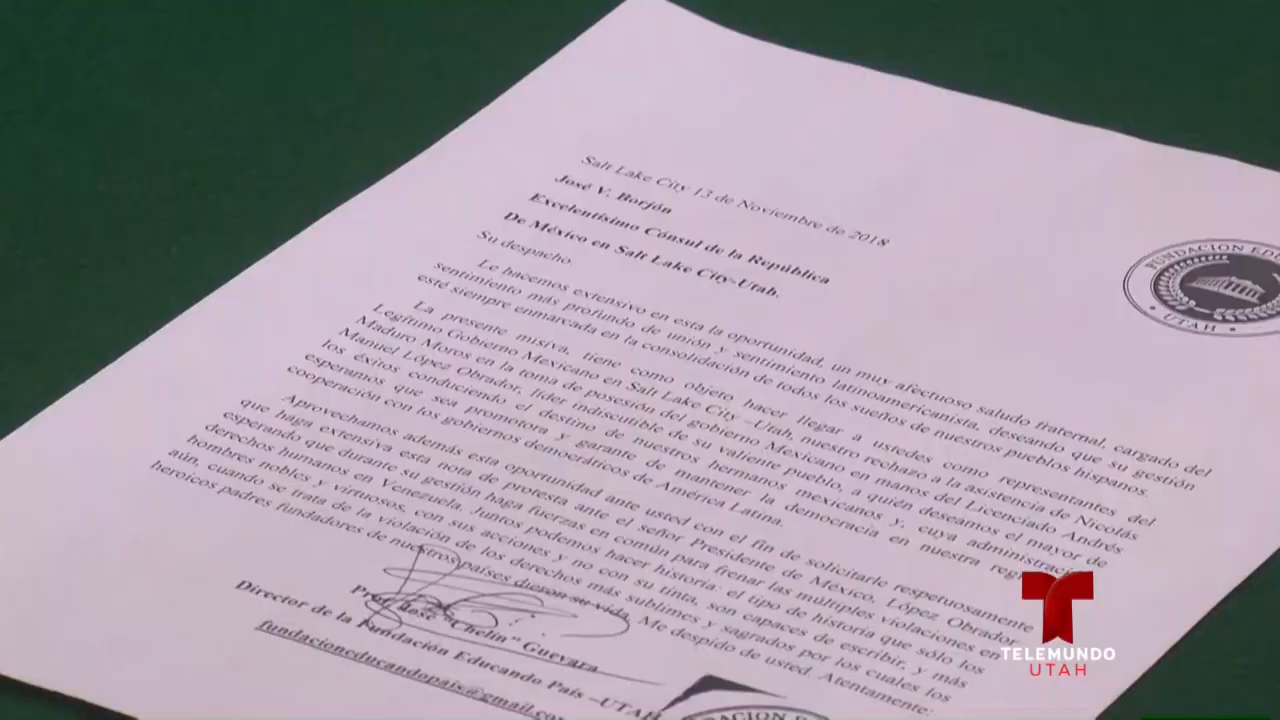 Salt Lake City 13 de Noviembre de 2018
José V. Borjón
Excelentísimo Cónsul de la República
De México en Salt Lake City-Utah.
Su despacho.
Le hacemos extensivo en esta la oportunidad, un muy afectuoso saludo fraternal, cargado del
sentimiento más profundo de unión y sentimiento latinoamericanista, deseando que su gestión
esté siempre enmarcada en la consolidación de todos los sueños de nuestros pueblos hispanos.
La presente misiva, tiene como objeto hacer llegar a ustedes como representantes del
Legítimo Gobierno Mexicano en Salt Lake City –Utah, nuestro rechazo a la asistencia de Nicolás
Maduro Moros en la toma de posesión del gobierno Mexicano en manos del Licenciado Andrés
Manuel López Obrador, líder indiscutible de su valiente pueblo, a quién deseamos el mayor de
los éxitos conduciendo el destino de nuestros hermanos mexicanos y, cuya administración
esperamos que sea promotora y garante de mantener la democracia en nuestra
cooperación con los gobiernos democráticos de América Latina.
Aprovechamos además esta oportunidad ante usted con el fin de solicitarle respetuosamente
que haga extensiva esta nota de protesta ante el señor Presidente de México, López Obrador,
esperando que durante su gestión haga fuerzas en común para frenar las múltiples violaciones en
derechos humanos en Venezuela. Juntos podemos hacer historia: el tipo de historia que sólo los
hombres nobles y virtuosos, con sus acciones y no con su tinta, son capaces de escribir, y más
aún, cuando se trata de la violación de los derechos más sublimes y sagrados por los cuales los
heroicos padres fundadores de nuestros países dieron su vida. Me despido de usted. Atentamente:
José "Chelín" Guevara
Director de la Fundación Educando País –UTAH
fundacioneducandopais@gmail.co
FUNDACION EDU
UTAH
TELEMUNDO
UTAH